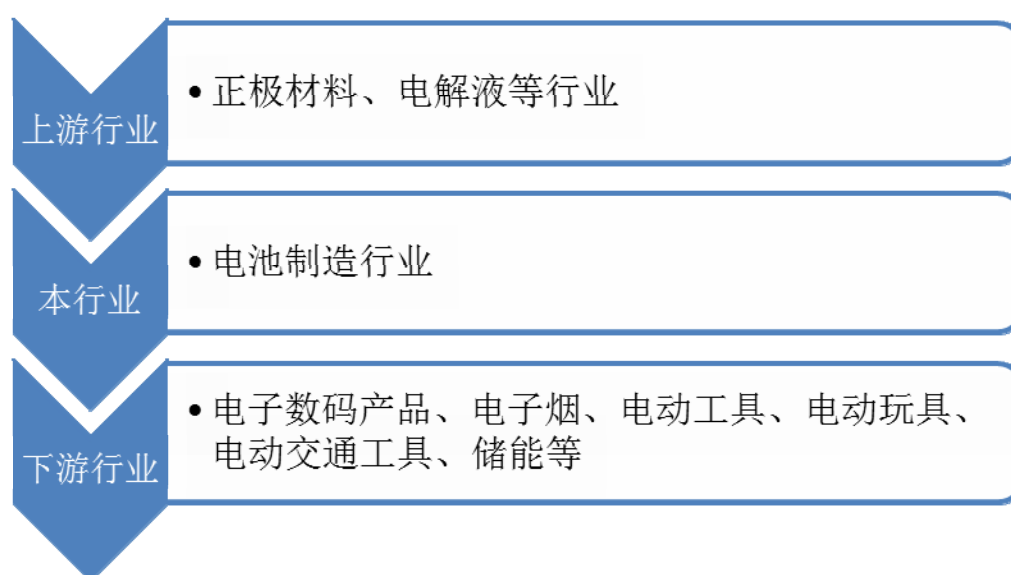 上游行业
•正极材料、电解液等行业
本行业
•电池制造行业
下游行业
•电子数码产品、电子烟、电动工具、电动玩具、
电动交通工具、储能等